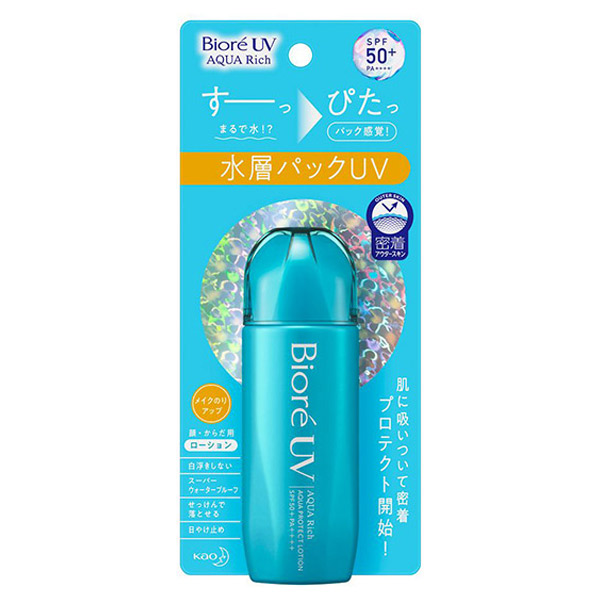 Bioré UV
AQUA Rich
SPF
50+
PA++++
すーっ
ぴたっ
まるで水!?
パック感覚!
水層パックUV
OUTER SKIN
密着
アウタースキン
Bioré UV
AQUA Rich
AQUA PROTECT LOTION
SPF50+ PA++++
肌に吸いついて密着
プロテクト開始!
メイクのり
アップ
顔・からだ用
ローション
白浮きしない
スーパー
ウォータープルーフ
せっけんで
落とせる
日やけ止め
Kao